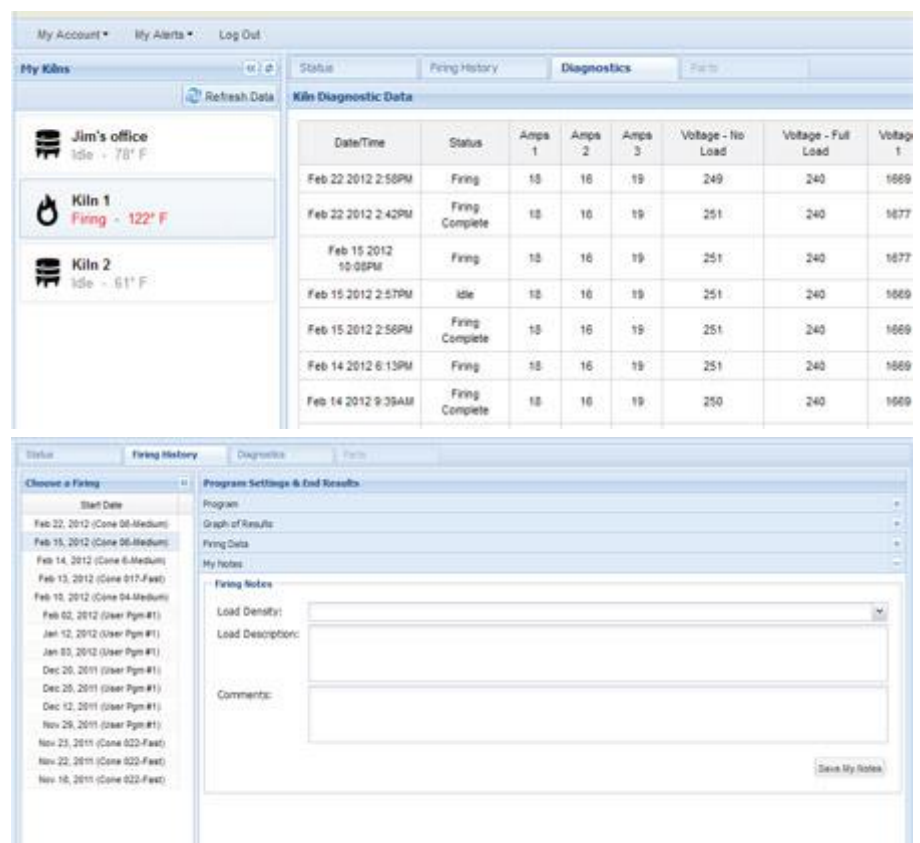 My Account My Alerts Log Out
My Kilns
Refresh Data
Jim's office
Idle - 78° F
Kiln 1
Firing - 122° F
Kiln 2
Idle - 61° F
Status Firing History Diagnostics Parts
Kiln Diagnostic Data
Date/Time Status Amps 1 Amps 2 Amps 3 Voltage - No Load Voltage - Full Load Voltage 1
Feb 22 2012 2:58PM Firing 18 16 19 249 240 1669
Feb 22 2012 2:42PM Firing Complete 18 16 19 251 240 1677
Feb 15 2012 10:08PM Firing 18 16 19 251 240 1677
Feb 15 2012 2:57PM Idle 18 16 19 251 240 1669
Feb 15 2012 2:56PM Firing Complete 18 16 19 251 240 1669
Feb 14 2012 6:13PM Firing 18 16 19 251 240 1669
Feb 14 2012 9:39AM Firing Complete 18 16 19 250 240 1669
Status Firing History Diagnostics Parts
Choose a Firing
Start Date
Feb 22, 2012 (Cone 06-Medium)
Feb 15, 2012 (Cone 06-Medium)
Feb 14, 2012 (Cone 6-Medium)
Feb 13, 2012 (Cone 017-Fast)
Feb 10, 2012 (Cone 04-Medium)
Feb 02, 2012 (User Pgm #1)
Jan 12, 2012 (User Pgm #1)
Jan 03, 2012 (User Pgm #1)
Dec 20, 2011 (User Pgm #1)
Dec 20, 2011 (User Pgm #1)
Dec 12, 2011 (User Pgm #1)
Nov 29, 2011 (User Pgm #1)
Nov 23, 2011 (Cone 022-Fast)
Nov 22, 2011 (Cone 022-Fast)
Nov 18, 2011 (Cone 022-Fast)
Program Settings & End Results
Program
Graph of Results
Firing Data
My Notes
Firing Notes
Load Density:
Load Description:
Comments:
Save My Notes